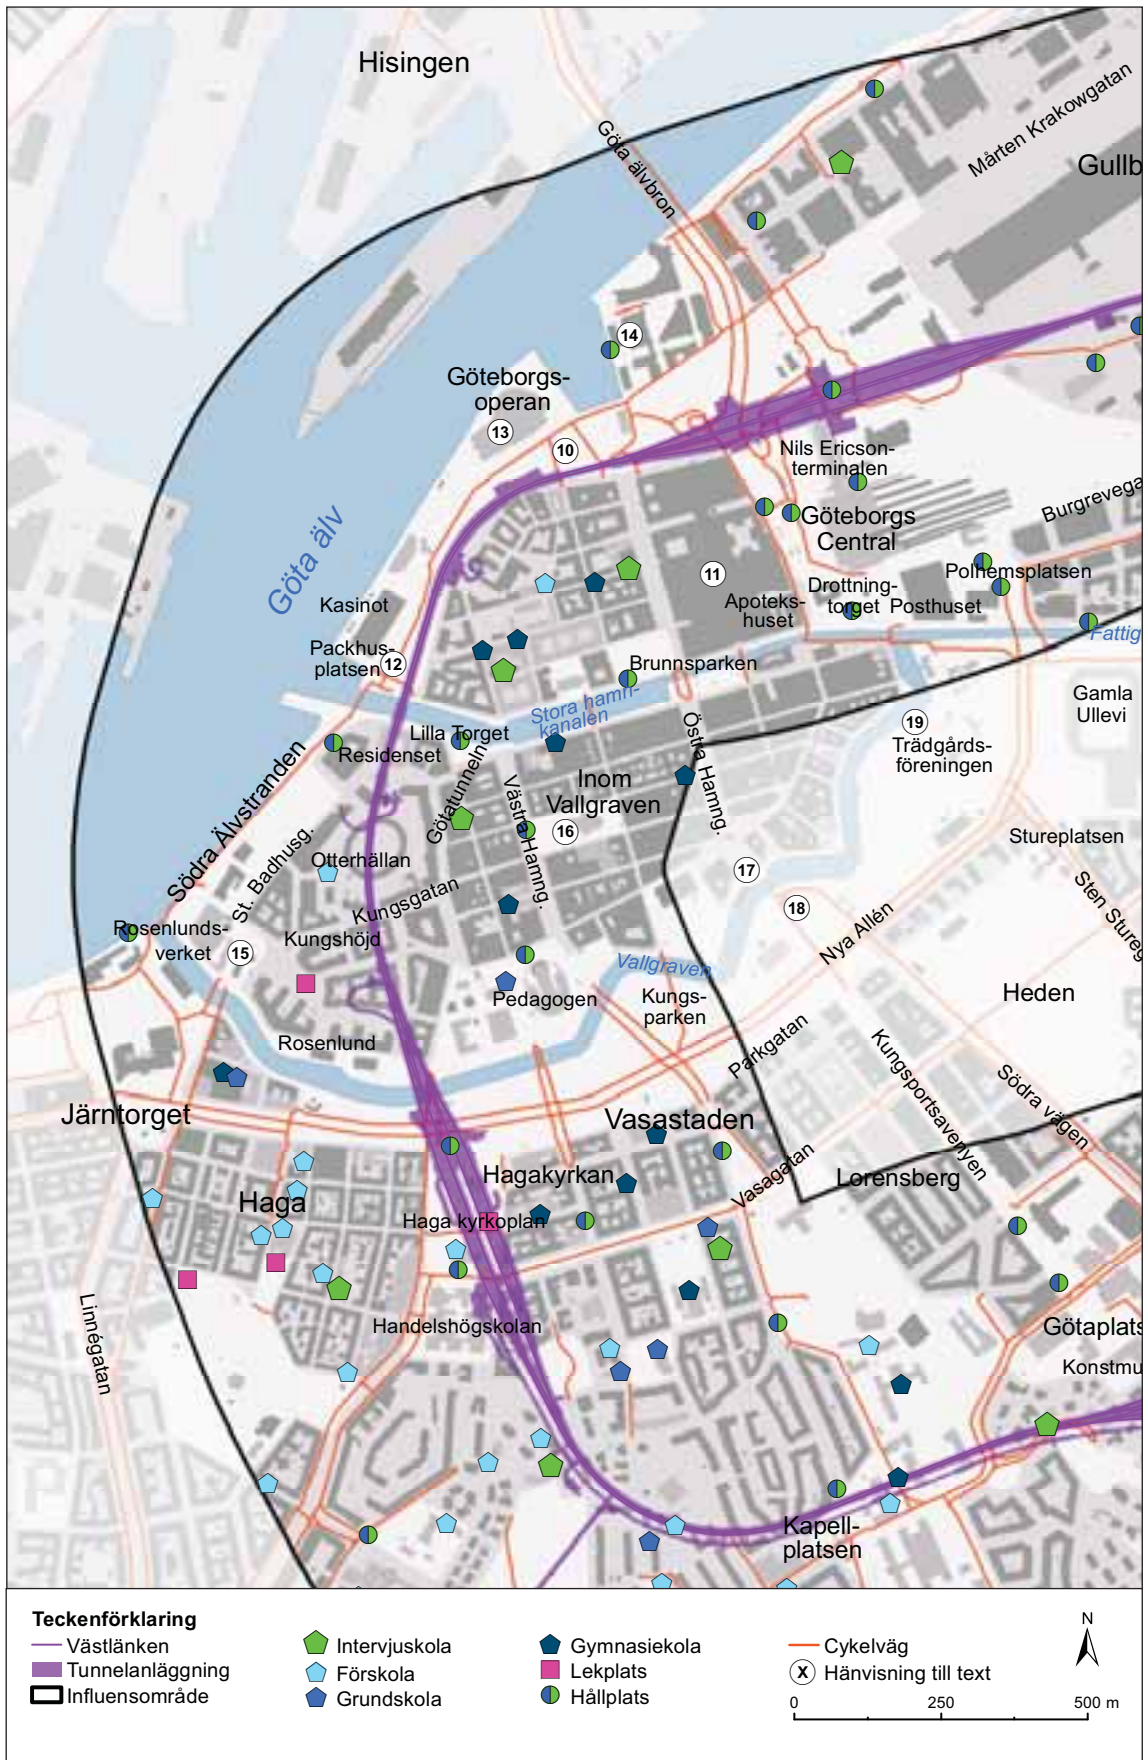 Hisingen
Göta älvbron
Mårten Krakowgatan
Gullb
14
Göteborgs-
operan
13
10
Nils Ericson-
terminalen
Göteborgs
Central
Burgrevega
Göta älv
Kasinot
11
Polhemsplatsen
Drottning-
torget
Posthuset
Apoteks-
huset
Fattig
Packhus-
platsen
12
Brunnsparken
Stora hamn-
kanalen
Gamla
Ullevi
Lilla Torget
Residenset
Östra Hamng.
19
Trädgårds-
föreningen
Södra Älvstranden
Götatunneln
Västra Hamng.
Inom
Vallgraven
16
Stureplatsen
St. Badhusg.
Otterhällan
17
Kungsgatan
18
Sten Stureg
Rosenlunds-
verket
15
Kungshöjd
Nya Allén
Vallgraven
Pedagogen
Kungs-
parken
Heden
Rosenlund
Parkgatan
Kungsportsavenyen
Södra vägen
Järntorget
Vasastaden
Hagakyrkan
Vasagatan
Lorensberg
Haga
Haga kyrkoplan
Linnégatan
Handelshögskolan
Götaplats
Konstmu
Kapell-
platsen
Teckenförklaring
Västlänken
Tunnelanläggning
Influensområde
Intervjuskola
Förskola
Grundskola
Gymnasiekola
Lekplats
Hållplats
Cykelväg
X Hänvisning till text
N
0 250 500 m